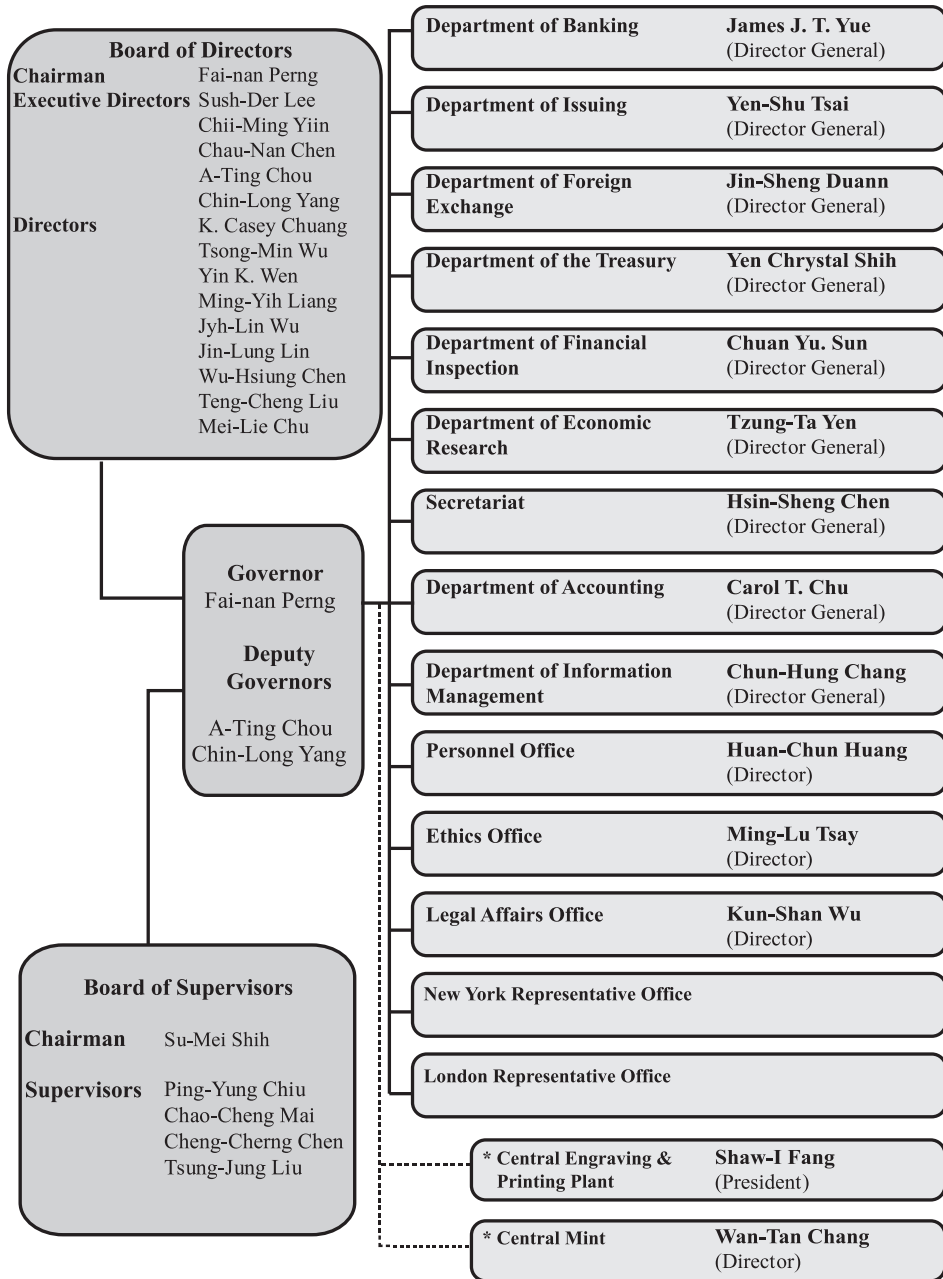 Board of Directors
Chairman Fai-nan Perng
Executive Directors Sush-Der Lee
Chii-Ming Yiin
Chau-Nan Chen
A-Ting Chou
Chin-Long Yang
Directors K. Casey Chuang
Tsong-Min Wu
Yin K. Wen
Ming-Yih Liang
Jyh-Lin Wu
Jin-Lung Lin
Wu-Hsiung Chen
Teng-Cheng Liu
Mei-Lie Chu
Governor
Fai-nan Perng
Deputy
Governors
A-Ting Chou
Chin-Long Yang
Board of Supervisors
Chairman Su-Mei Shih
Supervisors Ping-Yung Chiu
Chao-Cheng Mai
Cheng-Cherng Chen
Tsung-Jung Liu
Department of Banking James J. T. Yue
(Director General)
Department of Issuing Yen-Shu Tsai
(Director General)
Department of Foreign Jin-Sheng Duann
Exchange (Director General)
Department of the Treasury Yen Chrystal Shih
(Director General)
Department of Financial Chuan Yu. Sun
Inspection (Director General)
Department of Economic Tzung-Ta Yen
Research (Director General)
Secretariat Hsin-Sheng Chen
(Director General)
Department of Accounting Carol T. Chu
(Director General)
Department of Information Chun-Hung Chang
Management (Director General)
Personnel Office Huan-Chun Huang
(Director)
Ethics Office Ming-Lu Tsay
(Director)
Legal Affairs Office Kun-Shan Wu
(Director)
New York Representative Office
London Representative Office
* Central Engraving & Shaw-I Fang
Printing Plant (President)
* Central Mint Wan-Tan Chang
(Director)